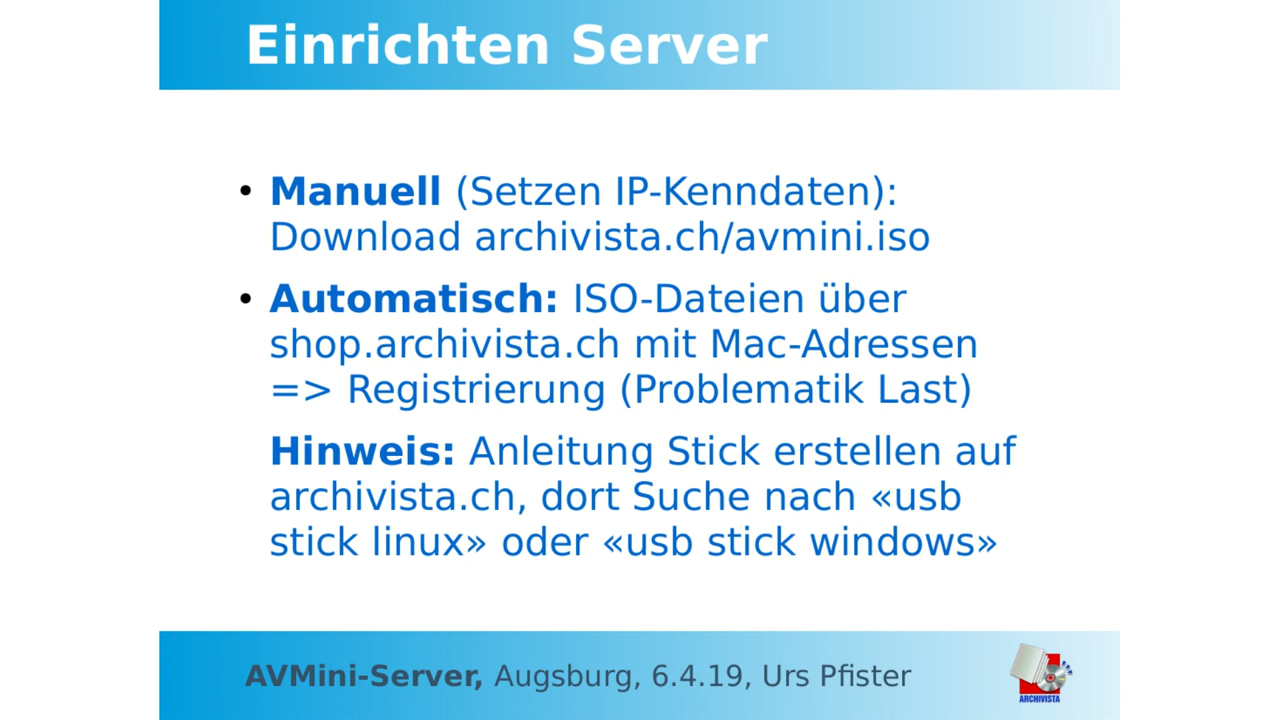 Einrichten Server
• Manuell (Setzen IP-Kenndaten):
Download archivista.ch/avmini.iso
• Automatisch: ISO-Dateien über
shop.archivista.ch mit Mac-Adressen
=> Registrierung (Problematik Last)
Hinweis: Anleitung Stick erstellen auf
archivista.ch, dort Suche nach «usb
stick linux» oder «usb stick windows»
AVMini-Server, Augsburg, 6.4.19, Urs Pfister
ARCHIVISTA